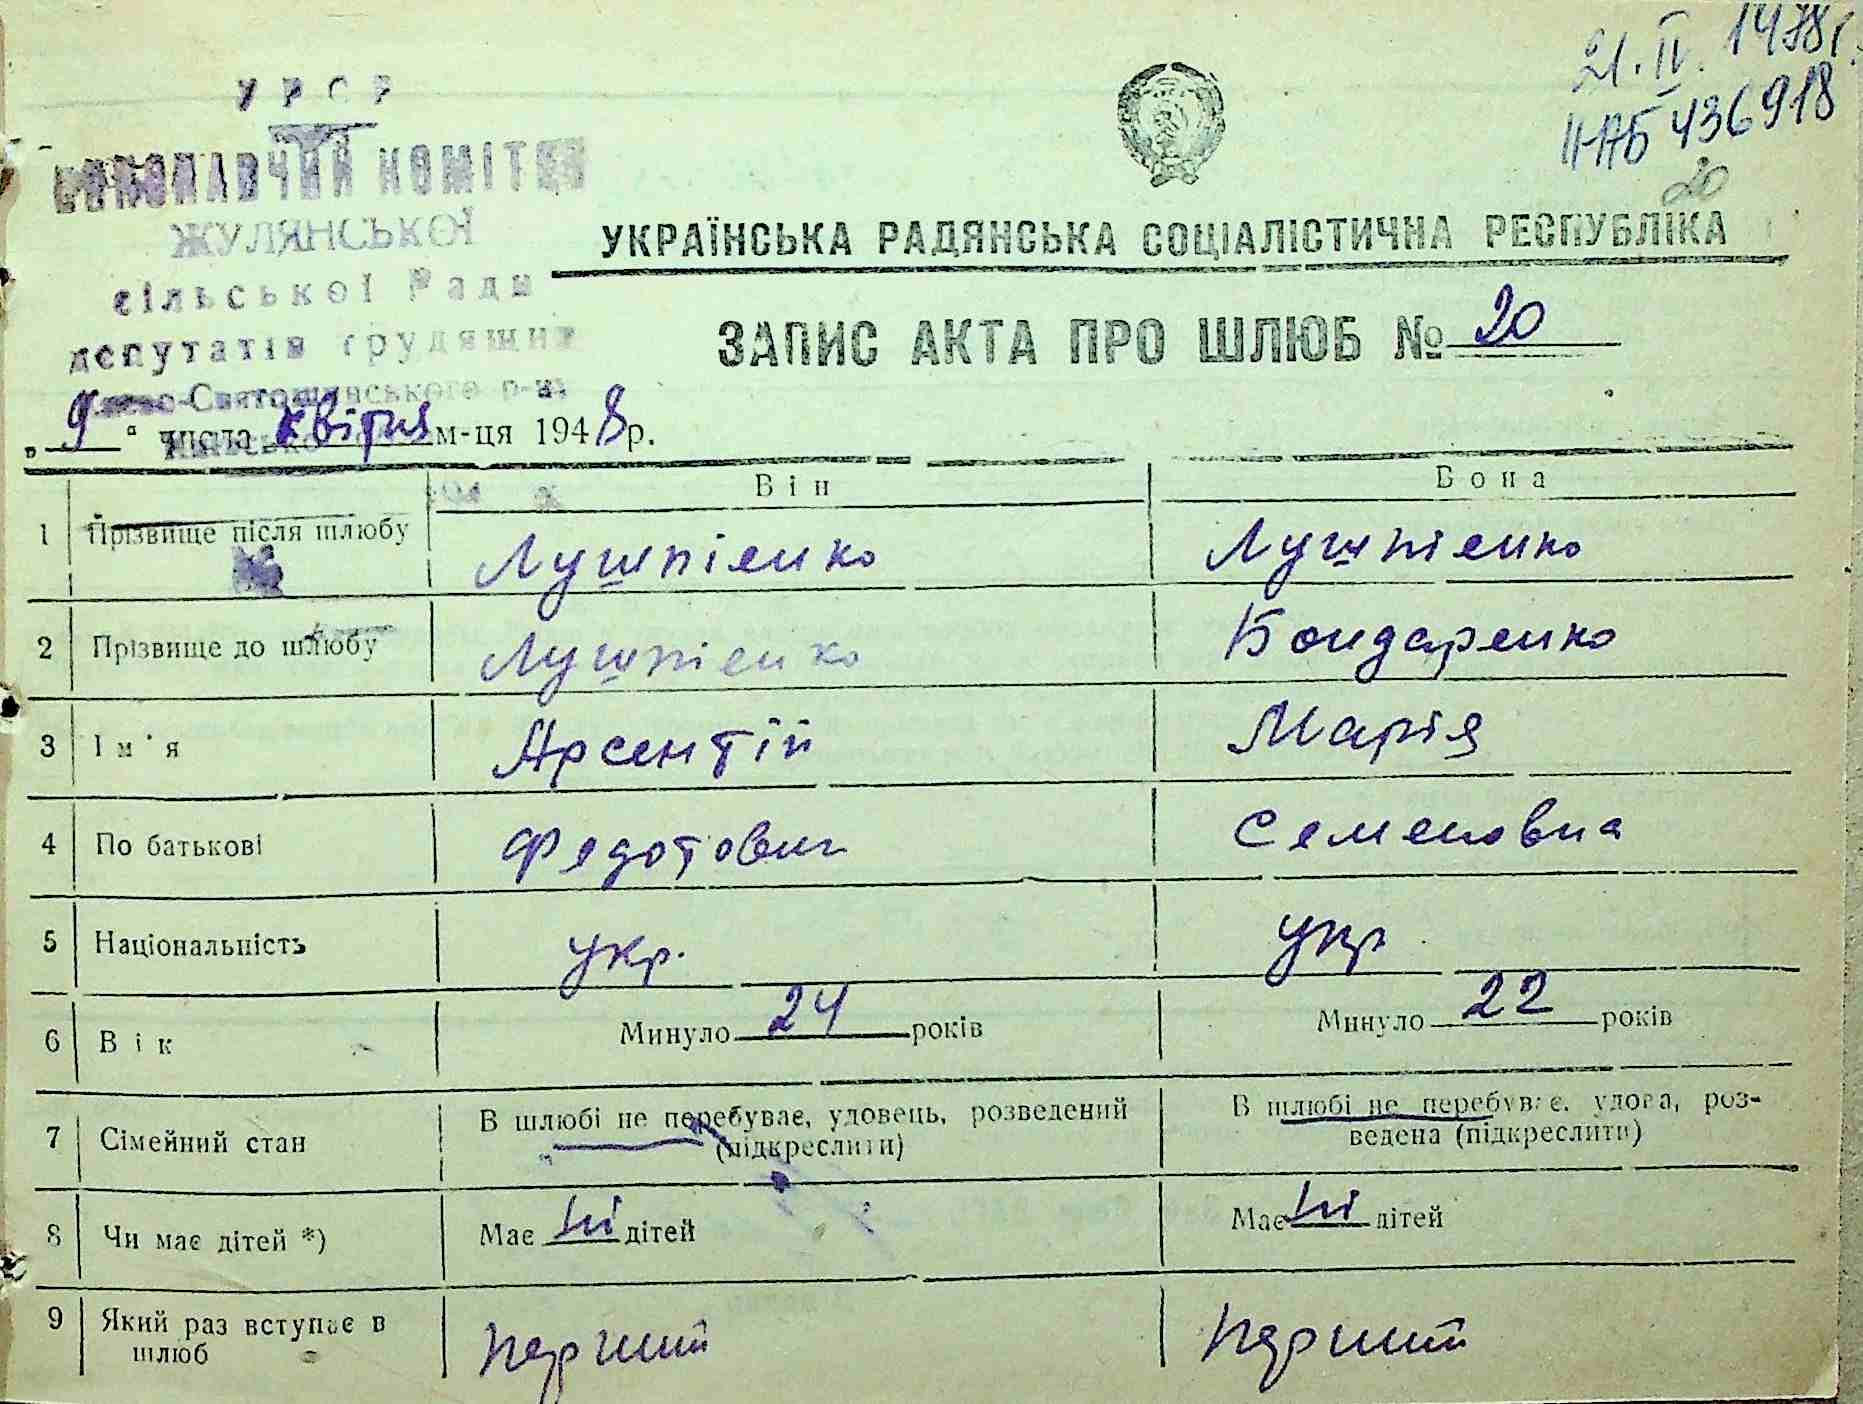 21. IV. 1978 г.
II-АБ 436918
20
УРСР
ВИКОНАВЧИЙ КОМІТЕТ
ЖУЛЯНСЬКОЇ
сільської Ради
депутатів трудящих
Києво-Святошинського р-ну
УКРАЇНСЬКА РАДЯНСЬКА СОЦІАЛІСТИЧНА РЕСПУБЛІКА
ЗАПИС АКТА ПРО ШЛЮБ № 20
„ 9 " числа квітня м-ця 1948 р.
Він Вона
1 Прізвище після шлюбу Лушпієнко Лушпієнко
2 Прізвище до шлюбу Лушпієнко Бондаренко
3 Ім'я Арсентій Марія
4 По батькові Федотович Семеновна
5 Національність укр. укр
6 Вік Минуло 24 років Минуло 22 років
7 Сімейний стан В шлюбі не перебуває, удовець, розведений (підкреслити) В шлюбі не перебуває, удова, роз-
ведена (підкреслити)
8 Чи має дітей *) Має ні дітей Має ні дітей
9 Який раз вступає в шлюб перший перший